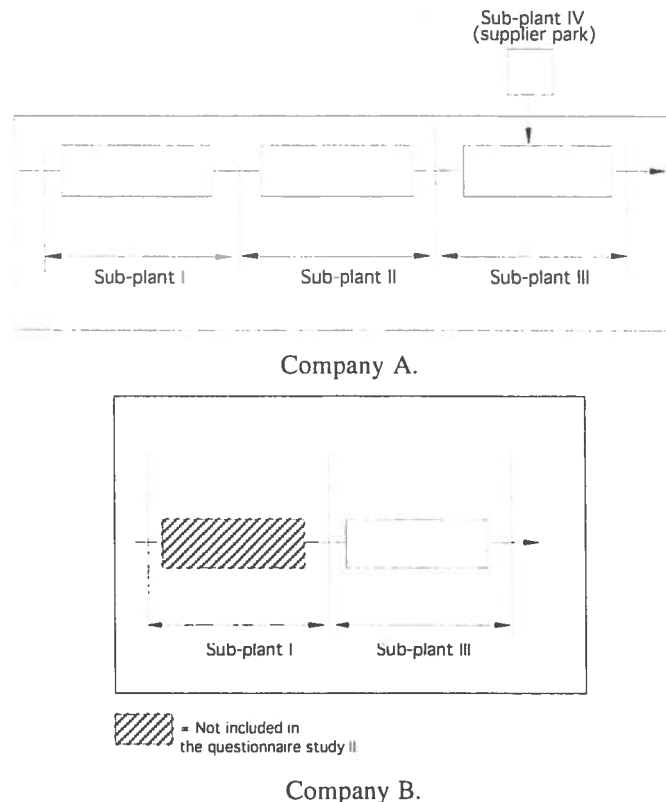 Sub-plant IV
(supplier park)
Sub-plant I
Sub-plant II
Sub-plant III
Company A.
Sub-plant I
Sub-plant III
= Not included in
the questionnaire study II
Company B.